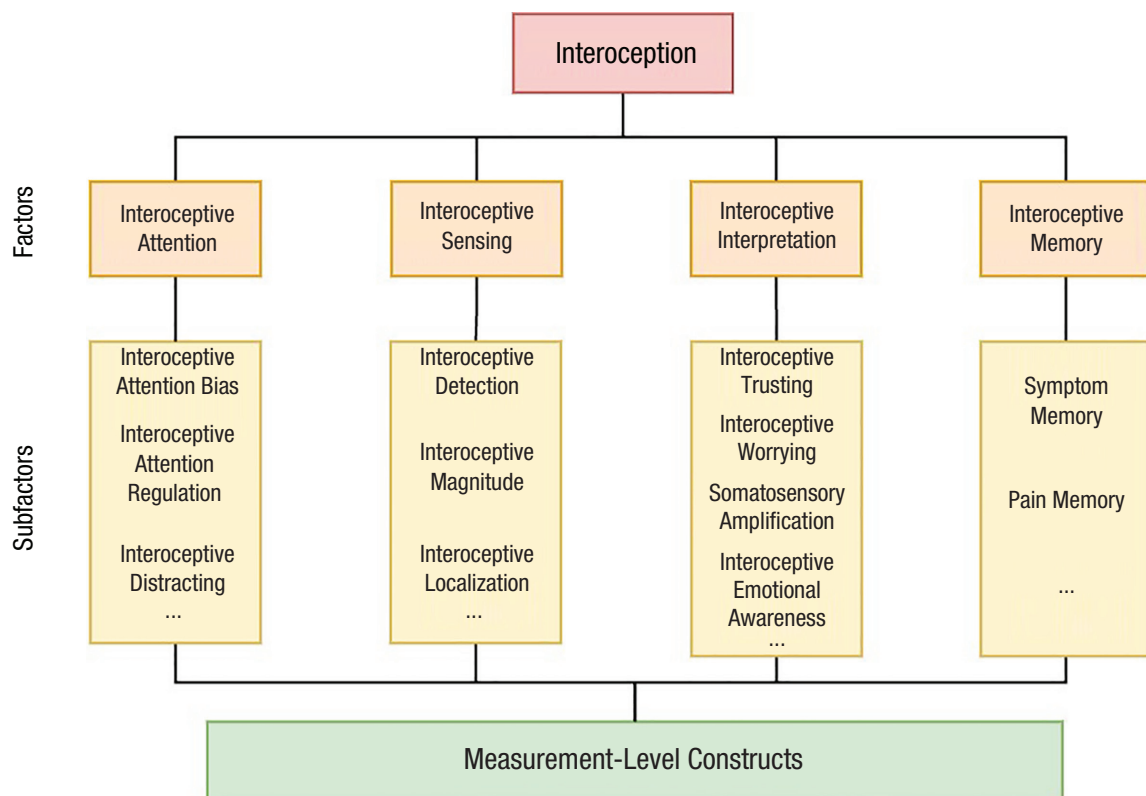 Interoception
Factors
Interoceptive
Attention
Interoceptive
Sensing
Interoceptive
Interpretation
Interoceptive
Memory
Subfactors
Interoceptive
Attention Bias
Interoceptive
Attention
Regulation
Interoceptive
Distracting
...
Interoceptive
Detection
Interoceptive
Magnitude
Interoceptive
Localization
...
Interoceptive
Trusting
Interoceptive
Worrying
Somatosensory
Amplification
Interoceptive
Emotional
Awareness
...
Symptom
Memory
Pain Memory
...
Measurement-Level Constructs